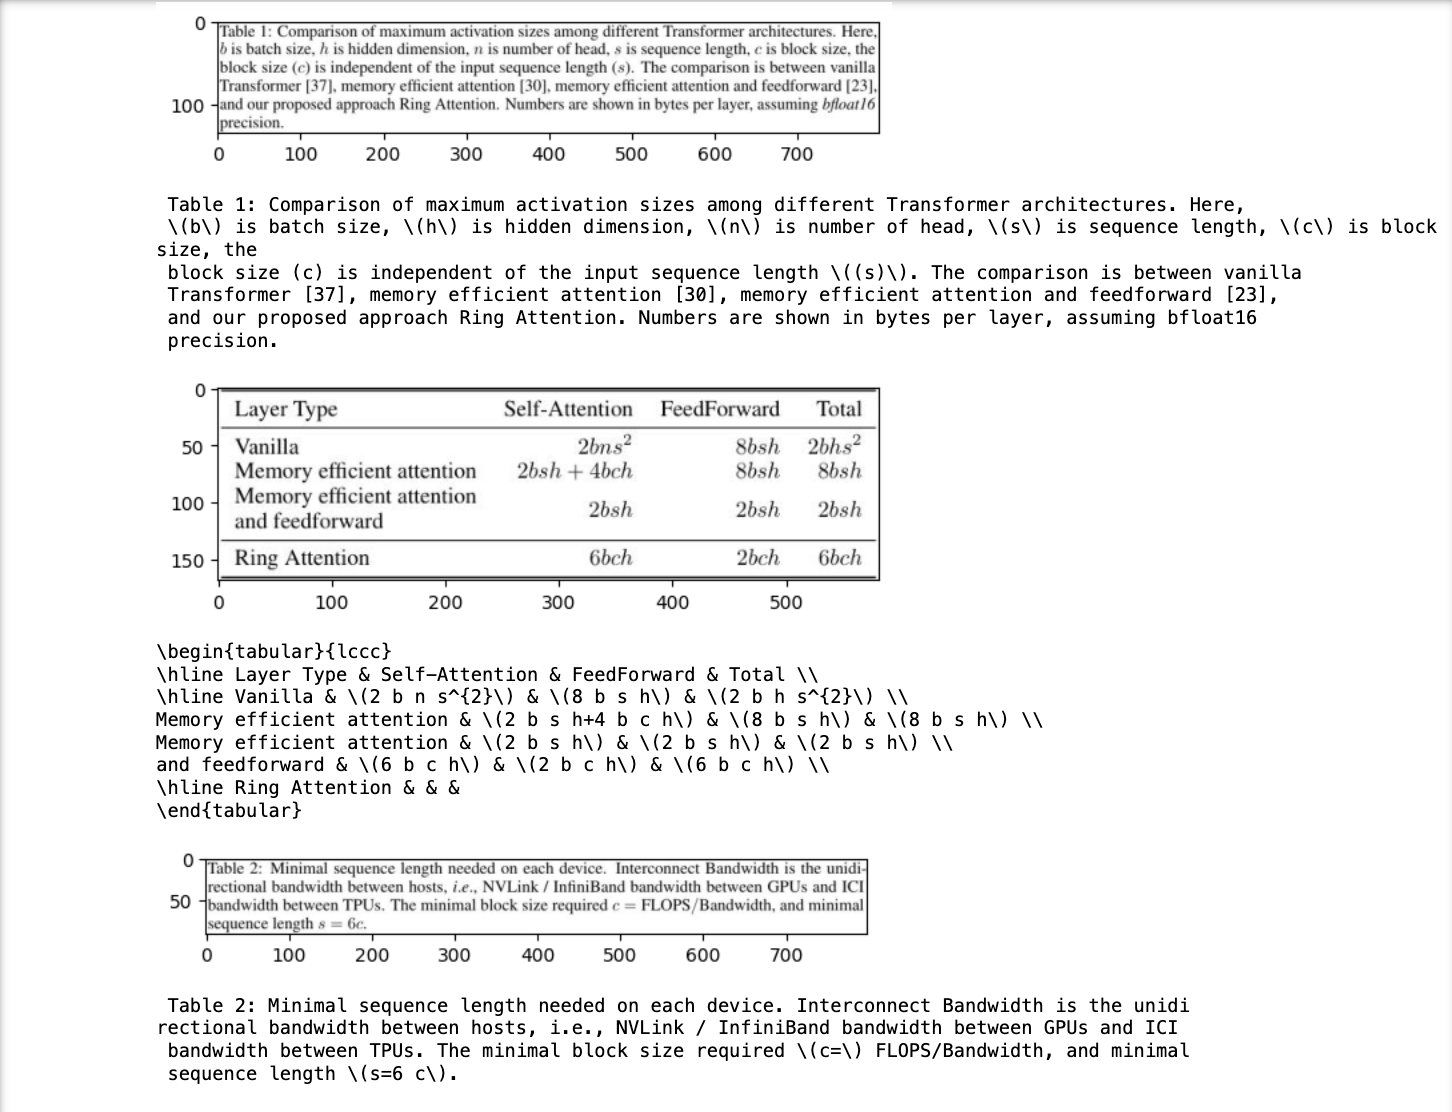 0
Table 1: Comparison of maximum activation sizes among different Transformer architectures. Here,
b is batch size, h is hidden dimension, n is number of head, s is sequence length, c is block size, the
block size (c) is independent of the input sequence length (s). The comparison is between vanilla
Transformer [37], memory efficient attention [30], memory efficient attention and feedforward [23],
100 and our proposed approach Ring Attention. Numbers are shown in bytes per layer, assuming bfloat16
precision.
0 100 200 300 400 500 600 700
Table 1: Comparison of maximum activation sizes among different Transformer architectures. Here,
\(b\) is batch size, \(h\) is hidden dimension, \(n\) is number of head, \(s\) is sequence length, \(c\) is block
size, the
block size (c) is independent of the input sequence length \((s)\). The comparison is between vanilla
Transformer [37], memory efficient attention [30], memory efficient attention and feedforward [23],
and our proposed approach Ring Attention. Numbers are shown in bytes per layer, assuming bfloat16
precision.
0
Layer Type Self-Attention FeedForward Total
50 Vanilla 2bns² 8bsh 2bhs²
Memory efficient attention 2bsh + 4bch 8bsh 8bsh
100 Memory efficient attention
and feedforward 2bsh 2bsh 2bsh
150 Ring Attention 6bch 2bch 6bch
0 100 200 300 400 500
\begin{tabular}{lccc}
\hline Layer Type & Self-Attention & FeedForward & Total \\
\hline Vanilla & \(2 b n s^{2}\) & \(8 b s h\) & \(2 b h s^{2}\) \\
Memory efficient attention & \(2 b s h+4 b c h\) & \(8 b s h\) & \(8 b s h\) \\
Memory efficient attention & \(2 b s h\) & \(2 b s h\) & \(2 b s h\) \\
and feedforward & \(6 b c h\) & \(2 b c h\) & \(6 b c h\) \\
\hline Ring Attention & & &
\end{tabular}
0 Table 2: Minimal sequence length needed on each device. Interconnect Bandwidth is the unidi-
rectional bandwidth between hosts, i.e., NVLink / InfiniBand bandwidth between GPUs and ICI
50 bandwidth between TPUs. The minimal block size required c = FLOPS/Bandwidth, and minimal
sequence length s = 6c.
0 100 200 300 400 500 600 700
Table 2: Minimal sequence length needed on each device. Interconnect Bandwidth is the unidi
rectional bandwidth between hosts, i.e., NVLink / InfiniBand bandwidth between GPUs and ICI
bandwidth between TPUs. The minimal block size required \(c=\) FLOPS/Bandwidth, and minimal
sequence length \(s=6 c\).